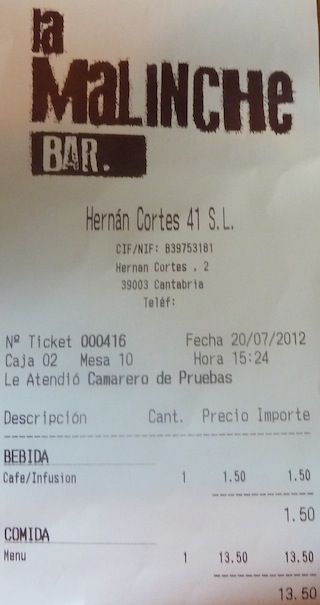 la
MaLINCHe
BAR.
Hernán Cortes 41 S.L.
CIF/NIF: B39753181
Hernan Cortes . 2
39003 Cantabria
Teléf:
Nº Ticket 000416 Fecha 20/07/2012
Caja 02 Mesa 10 Hora 15:24
Le Atendió Camarero de Pruebas
Descripción Cant. Precio Importe
BEBIDA
Cafe/Infusion 1 1.50 1.50
1.50
COMIDA
Menu 1 13.50 13.50
13.50